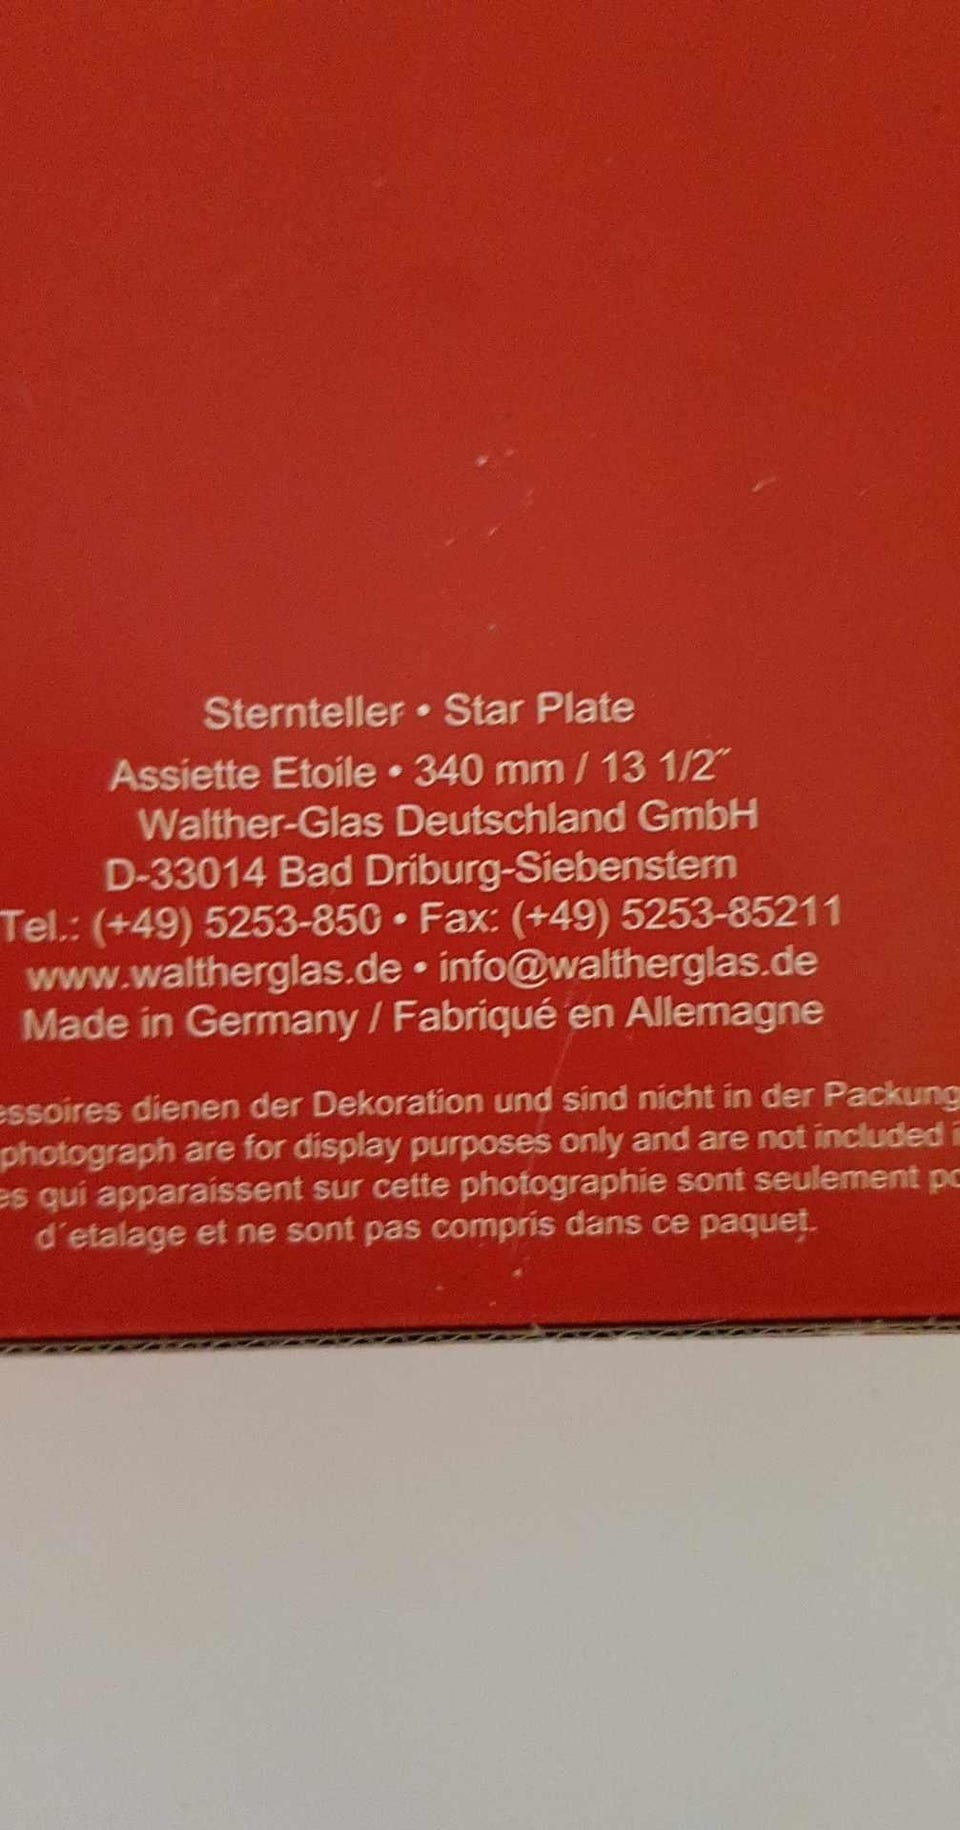 Sternteller • Star Plate
Assiette Etoile • 340 mm / 13 1/2˝
Walther-Glas Deutschland GmbH
D-33014 Bad Driburg-Siebenstern
Tel.: (+49) 5253-850 • Fax: (+49) 5253-85211
www.waltherglas.de • info@waltherglas.de
Made in Germany / Fabriqué en Allemagne
essoires dienen der Dekoration und sind nicht in der Packung
photograph are for display purposes only and are not included
es qui apparaissent sur cette photographie sont seulement
d´etalage et ne sont pas compris dans ce paquet.